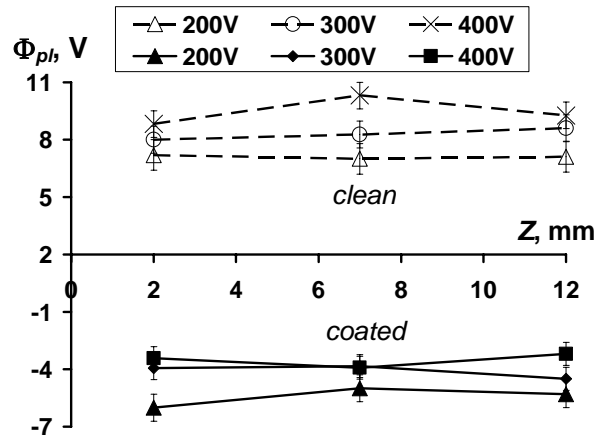 Φpl, V
200V 300V 400V
200V 300V 400V
11
8
5
2
-1
-4
-7
clean
Z, mm
0 2 4 6 8 10 12
coated